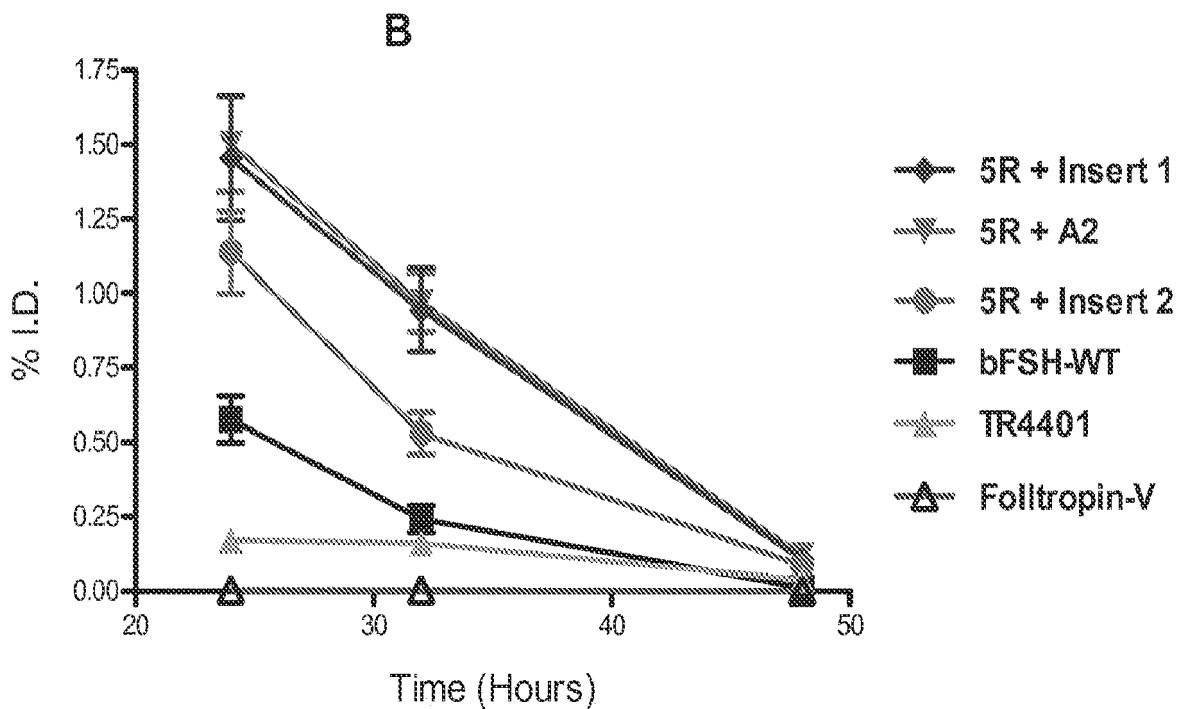 B
1.75
1.50
1.25
1.00
0.75
0.50
0.25
0.00
% I.D.
20
30
40
50
Time (Hours)
5R + Insert 1
5R + A2
5R + Insert 2
bFSH-WT
TR4401
Folltropin-V